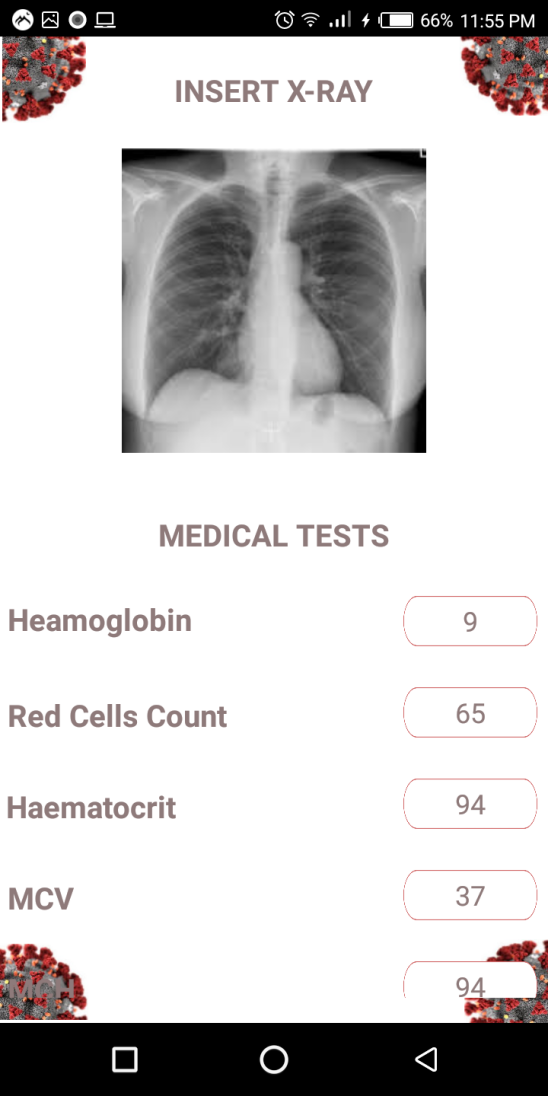 66% 11:55 PM
INSERT X-RAY
MEDICAL TESTS
Heamoglobin 9
Red Cells Count 65
Haematocrit 94
MCV 37
MCH 94